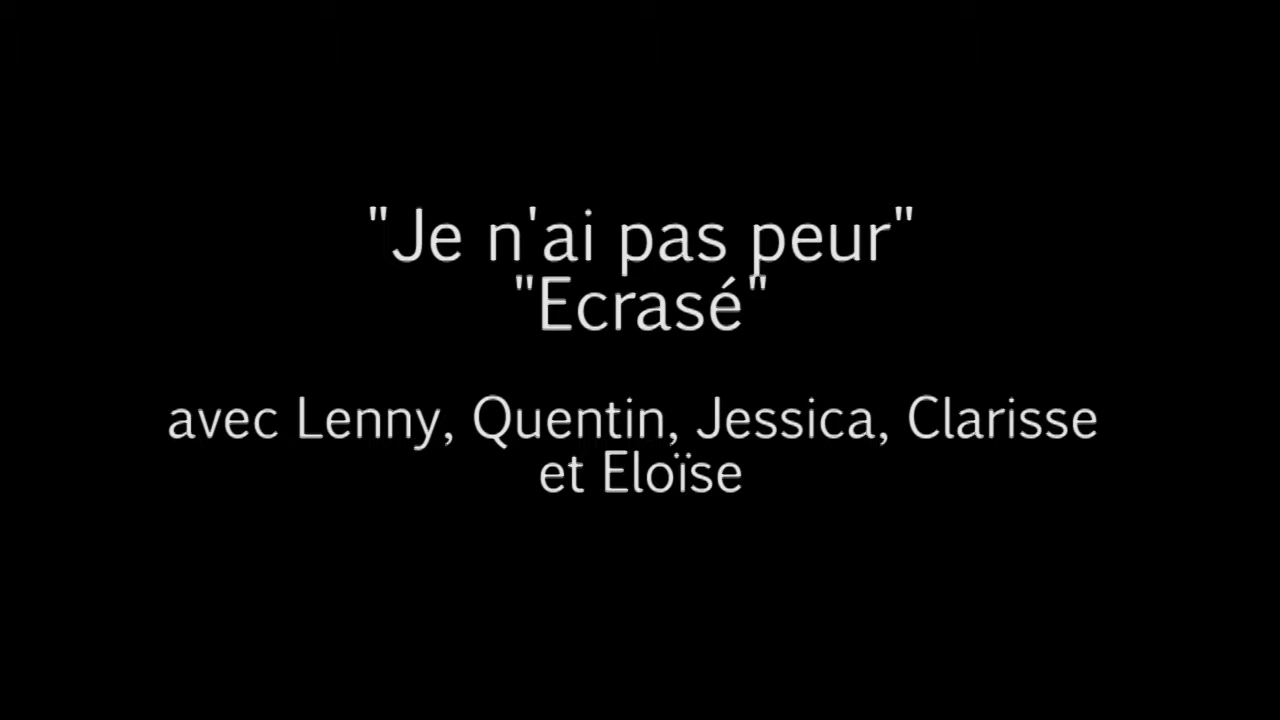 "Je n'ai pas peur"
"Ecrasé"
avec Lenny, Quentin, Jessica, Clarisse
et Eloïse